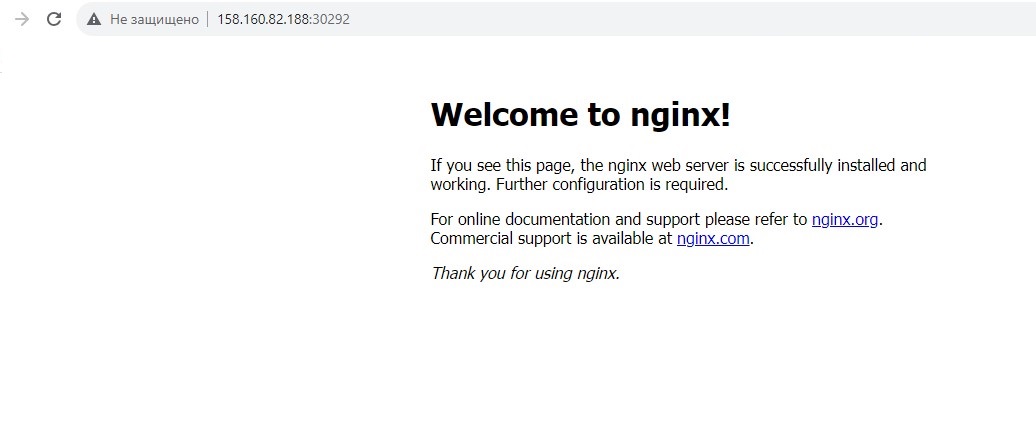 Не защищено 158.160.82.188:30292
Welcome to nginx!
If you see this page, the nginx web server is successfully installed and
working. Further configuration is required.
For online documentation and support please refer to nginx.org.
Commercial support is available at nginx.com.
Thank you for using nginx.